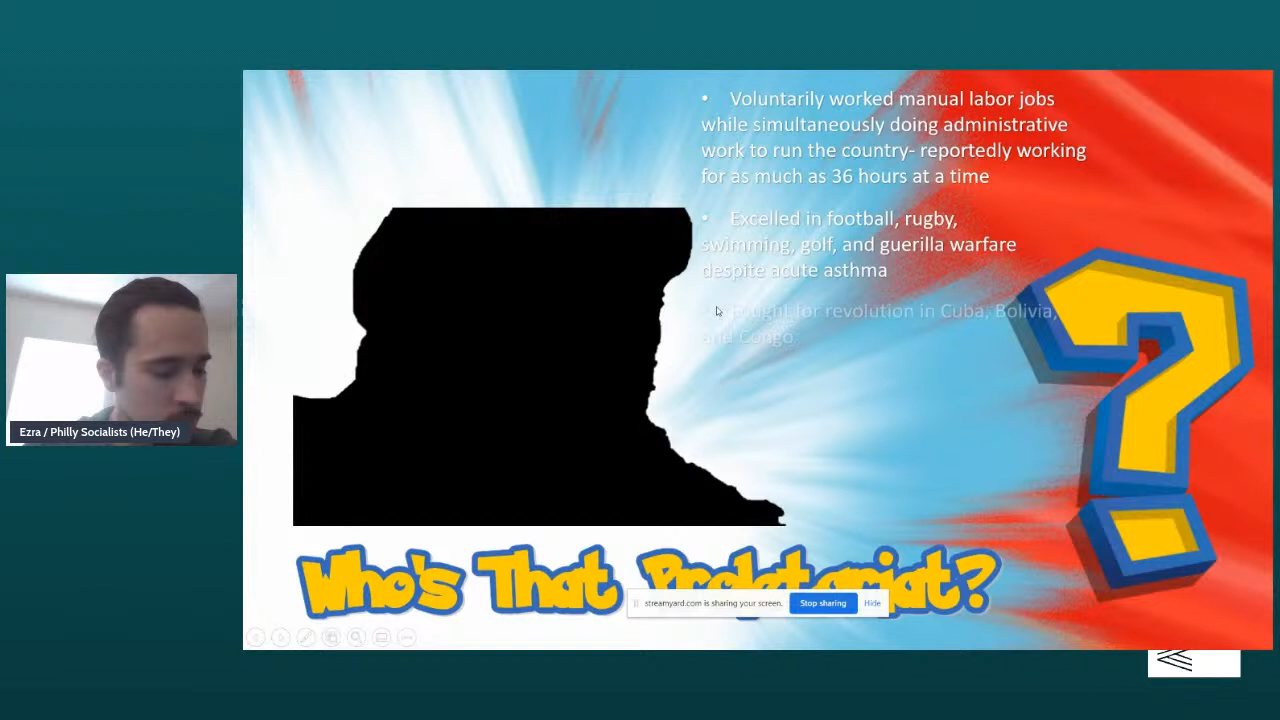 • Voluntarily worked manual labor jobs
while simultaneously doing administrative
work to run the country- reportedly working
for as much as 36 hours at a time
• Excelled in football, rugby,
swimming, golf, and guerilla warfare
despite acute asthma
Fought for revolution in Cuba, Bolivia,
and Congo
?
Ezra / Philly Socialists (He/They)
Who's That Proletariat?
streamyard.com is sharing your screen. Stop sharing Hide